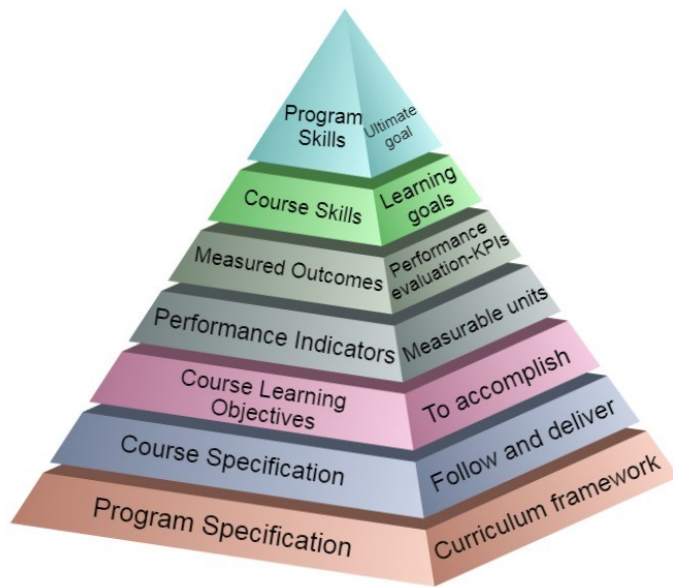 Program
Skills
Ultimate
goal
Course Skills
Learning
goals
Measured Outcomes
Performance
evaluation-KPIs
Performance Indicators
Measurable units
Course Learning
Objectives
To accomplish
Course Specification
Follow and deliver
Program Specification
Curriculum framework